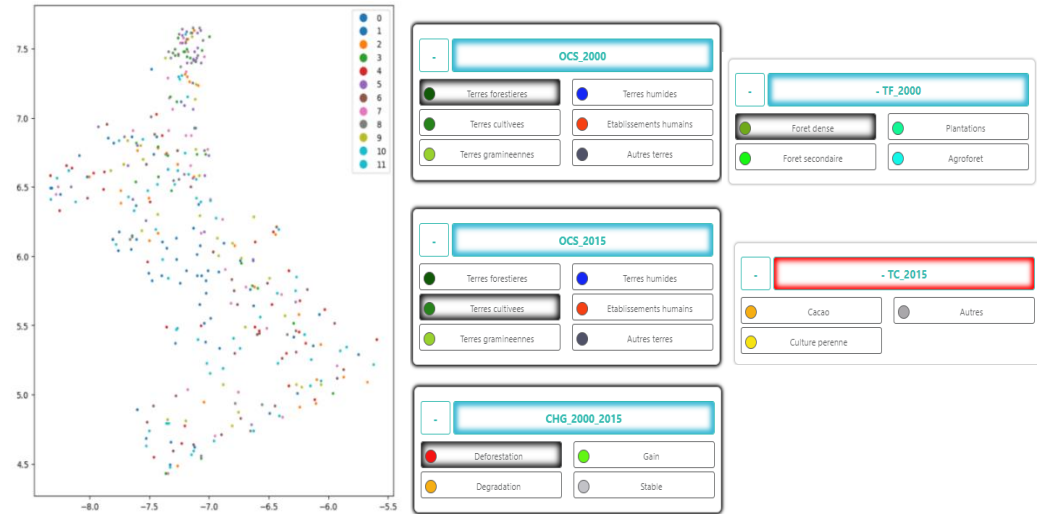 7.5
7.0
6.5
6.0
5.5
5.0
4.5
-8.0 -7.5 -7.0 -6.5 -6.0 -5.5
0
1
2
3
4
5
6
7
8
9
10
11
- OCS_2000
Terres forestieres Terres humides
Terres cultivees Etablissements humains
Terres gramineennes Autres terres
- - TF_2000
Foret dense Plantations
Foret secondaire Agroforet
- OCS_2015
Terres forestieres Terres humides
Terres cultivees Etablissements humains
Terres gramineennes Autres terres
- - TC_2015
Cacao Autres
Culture perenne
- CHG_2000_2015
Deforestation Gain
Degradation Stable